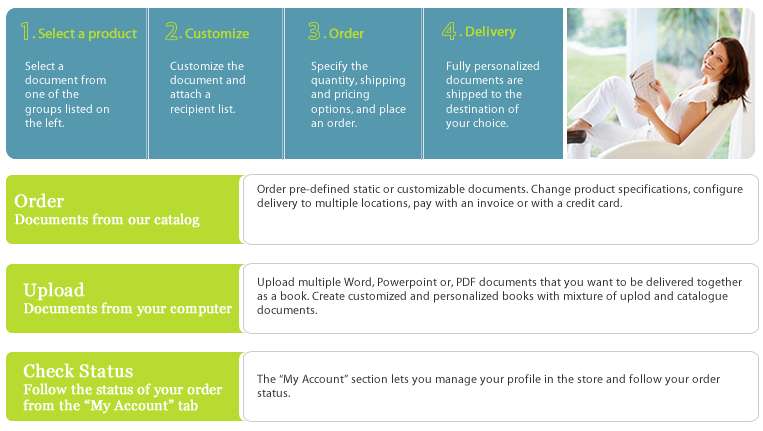 1. Select a product
Select a
document from
one of the
groups listed on
the left.
2. Customize
Customize the
document and
attach a
recipient list.
3. Order
Specify the
quantity, shipping
and pricing
options, and place
an order.
4. Delivery
Fully personalized
documents are
shipped to the
destination of
your choice.
Order
Documents from our catalog
Order pre-defined static or customizable documents. Change product specifications, configure
delivery to multiple locations, pay with an invoice or with a credit card.
Upload
Documents from your computer
Upload multiple Word, Powerpoint or, PDF documents that you want to be delivered together
as a book. Create customized and personalized books with mixture of uplod and catalogue
documents.
Check Status
Follow the status of your order
from the “My Account” tab
The “My Account” section lets you manage your profile in the store and follow your order
status.